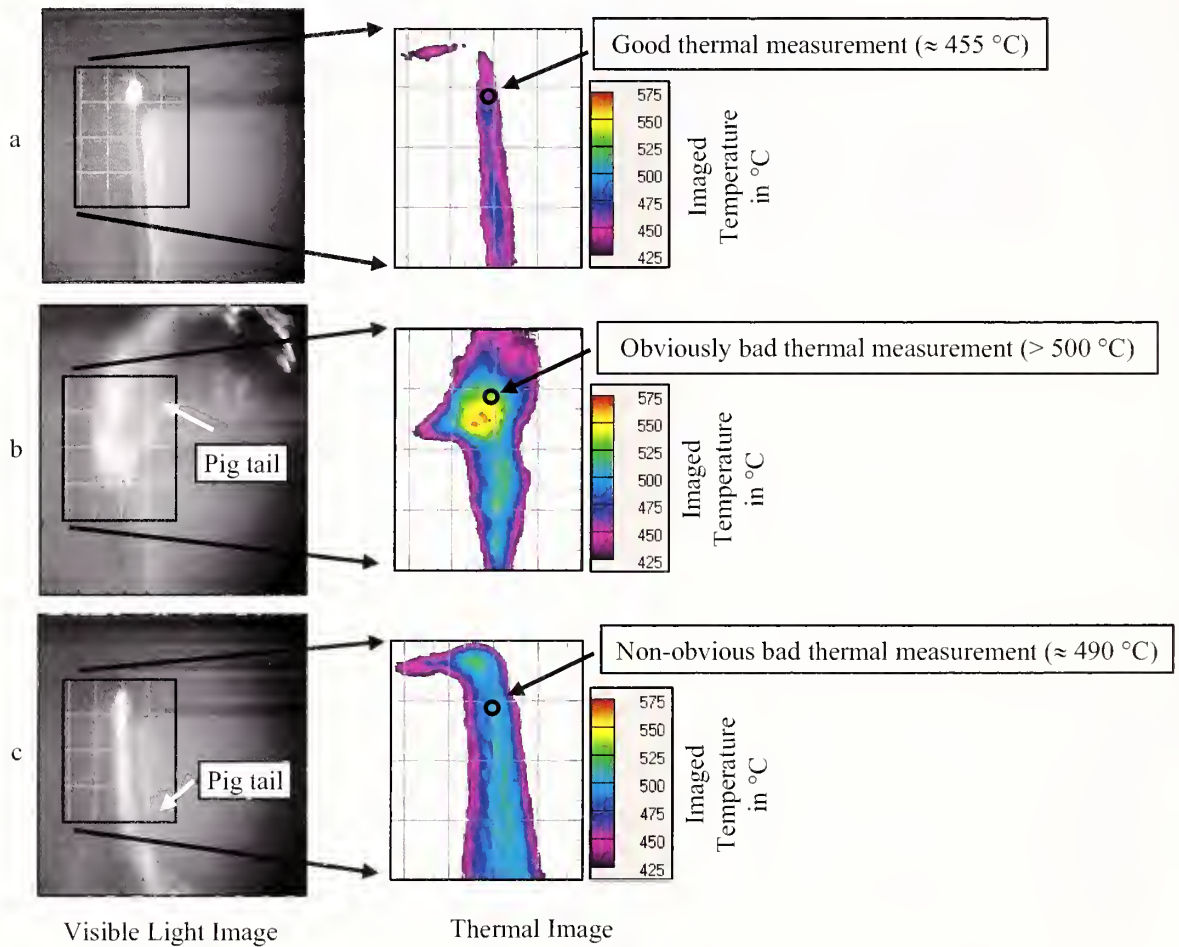 a
Good thermal measurement (≈ 455 °C)
575
550
525
500
475
450
425
Imaged
Temperature
in °C
b
Pig tail
Obviously bad thermal measurement (> 500 °C)
575
550
525
500
475
450
425
Imaged
Temperature
in °C
c
Pig tail
Non-obvious bad thermal measurement (≈ 490 °C)
575
550
525
500
475
450
425
Imaged
Temperature
in °C
Visible Light Image
Thermal Image